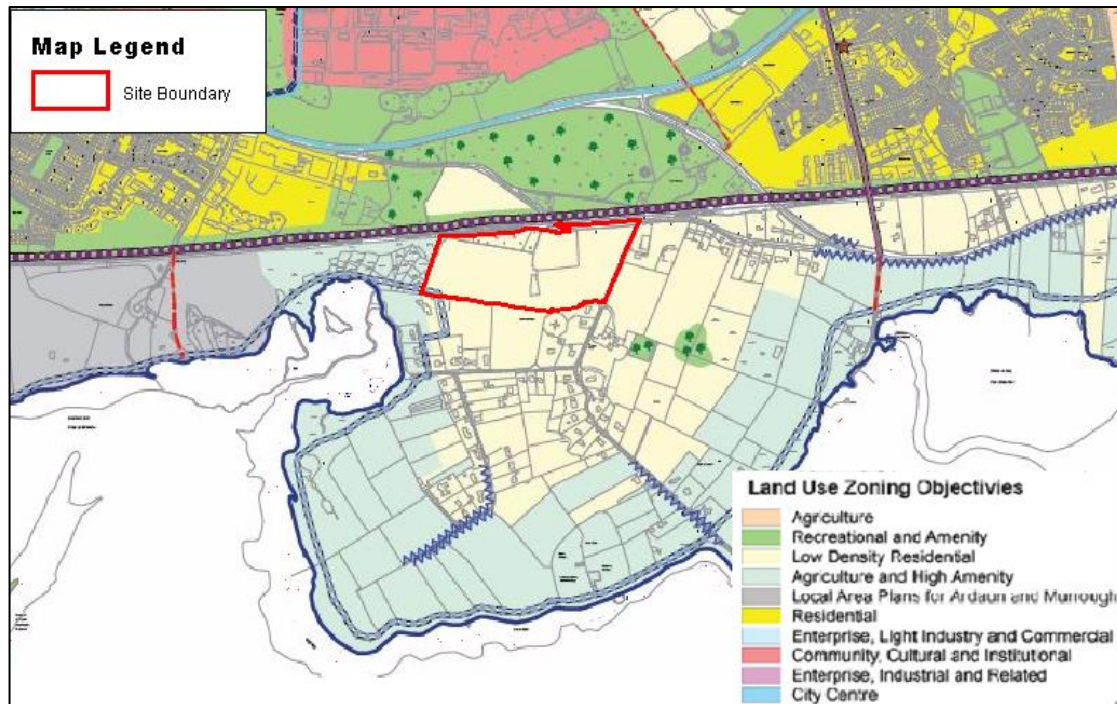 Map Legend
Site Boundary
Land Use Zoning Objectivies
Agriculture
Recreational and Amenity
Low Density Residential
Agriculture and High Amenity
Local Area Plans for Ardaun and Murrough
Residential
Enterprise, Light Industry and Commercial
Community, Cultural and Institutional
Enterprise, Industrial and Related
City Centre